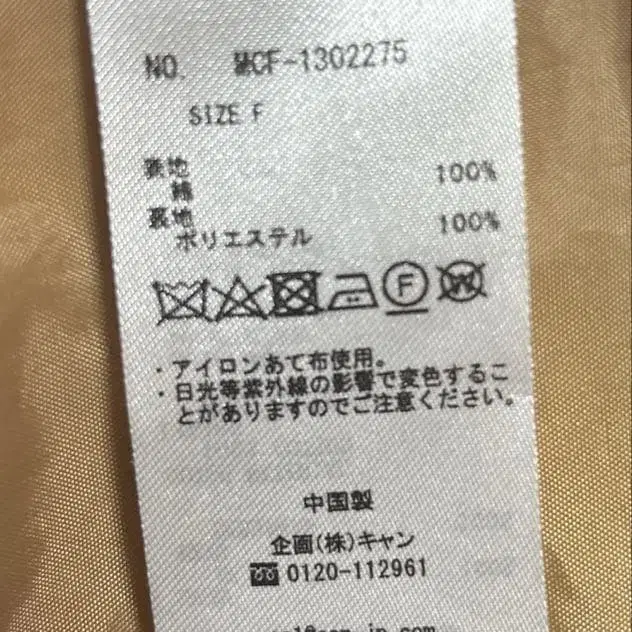 NO. MCF-1302275
SIZE F
表地
綿 100%
裏地
ポリエステル 100%
F
W
・アイロンあて布使用。
・日光等紫外線の影響で変色するこ
とがありますのでご注意ください。
中国製
企画(株)キャン
0120-112961